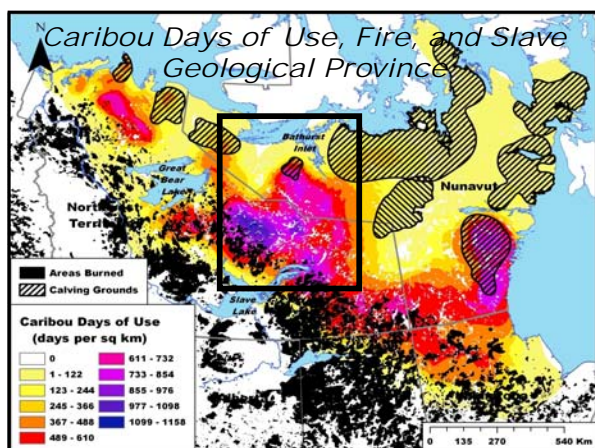 Caribou Days of Use, Fire, and Slave
Geological Province
N
Bathurst
Inlet
Great
Bear
Lake
Nunavut
Northwest
Territ
Slave
Lake
Areas Burned
Calving Grounds
Caribou Days of Use
(days per sq km)
0
1 - 122
123 - 244
245 - 366
367 - 488
489 - 610
611 - 732
733 - 854
855 - 976
977 - 1098
1099 - 1158
0 135 270 540 KM